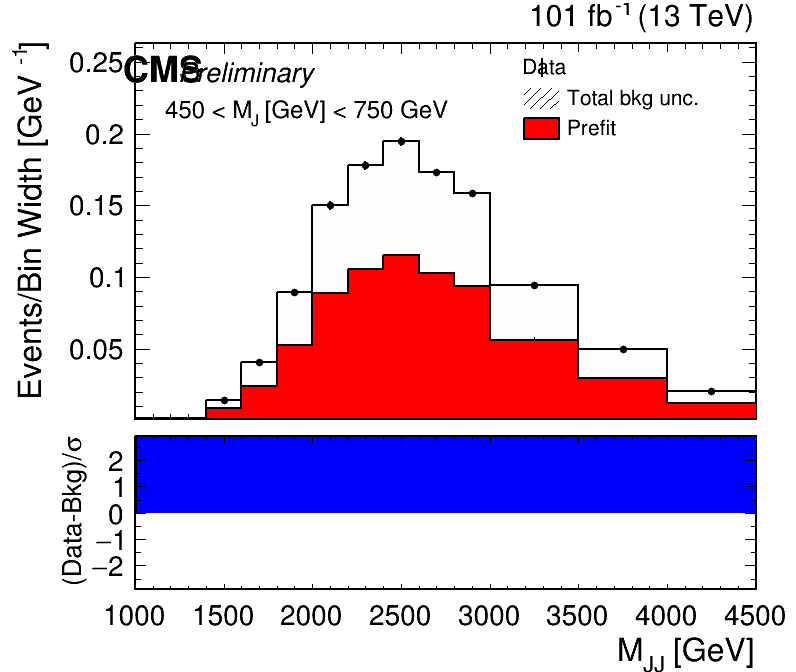 101 fb⁻¹ (13 TeV)
CMS Preliminary
450 < M_J [GeV] < 750 GeV
Data
Total bkg unc.
Prefit
Events/Bin Width [GeV⁻¹]
0.25
0.2
0.15
0.1
0.05
(Data-Bkg)/σ
2
1
0
−1
−2
1000 1500 2000 2500 3000 3500 4000 4500
M_JJ [GeV]